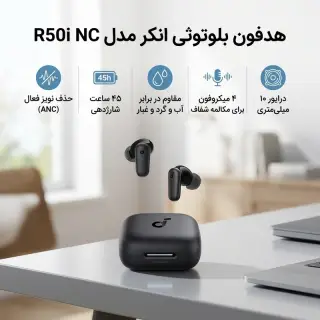 هدفون بلوتوثی انکر مدل R50i NC
درایور ۱۰
میلی‌متری
۴ میکروفون
برای مکالمه شفاف
مقاوم در برابر
آب و گرد و غبار
45h
۴۵ ساعت
شارژدهی
حذف نویز فعال
(ANC)